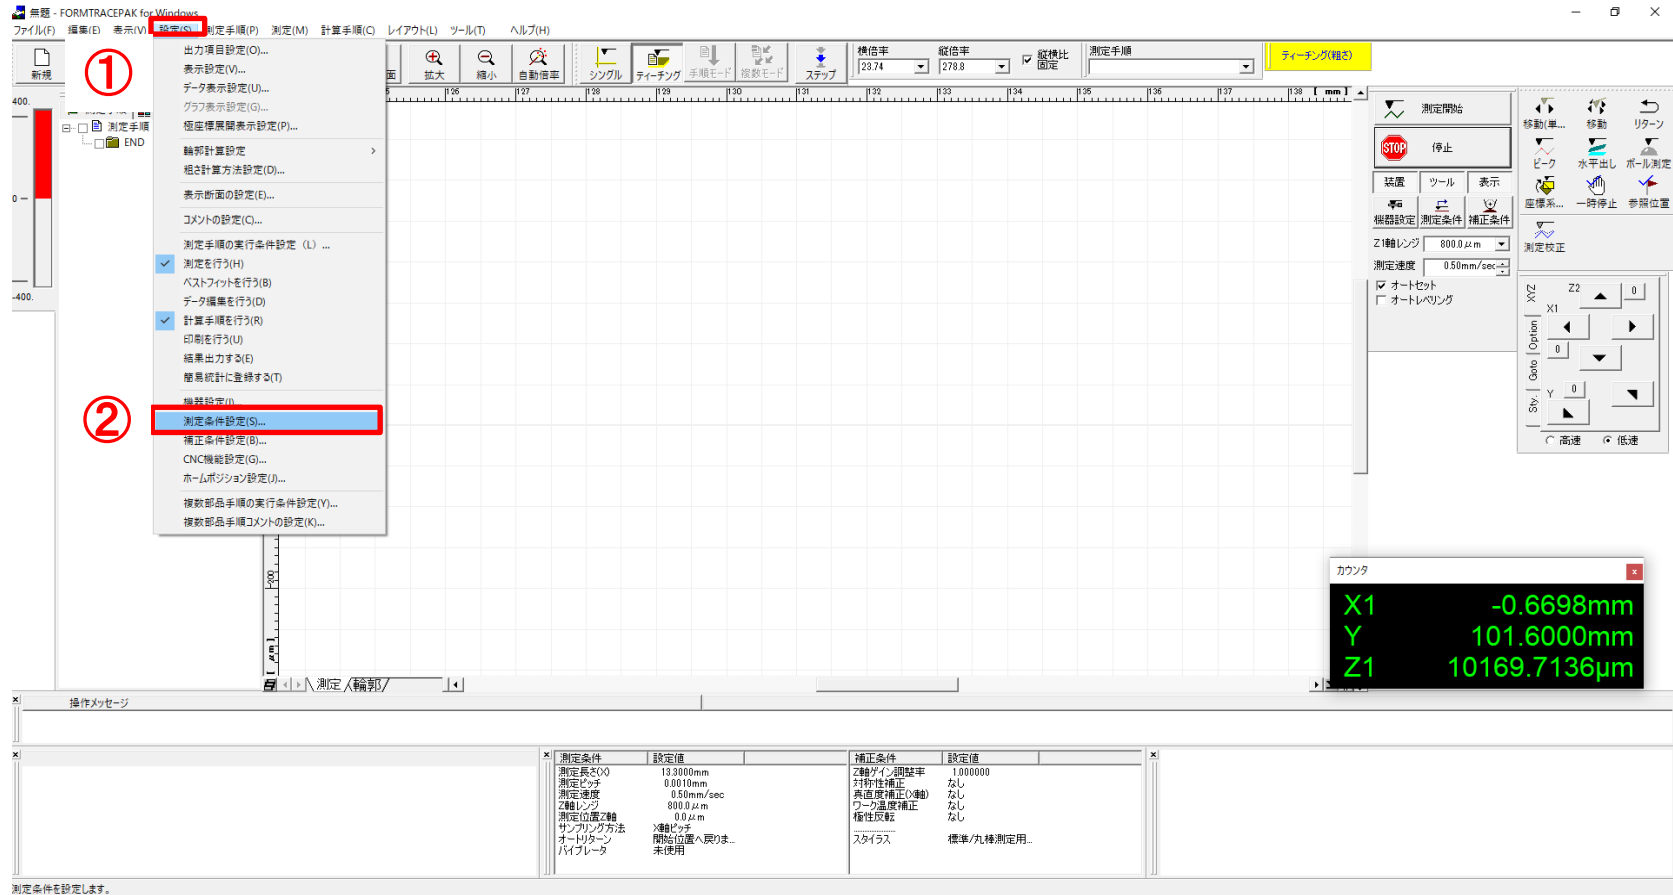 無題 - FORMTRACEPAK for Windows
ファイル(F) 編集(E) 表示(V) 設定(S) 測定手順(P) 測定(M) 計算手順(C) レイアウト(L) ツール(T) ヘルプ(H)
新規
拡大 縮小 自動倍率 シングル ティーチング 手順モード 複数モード ステップ
横倍率 縦倍率 縦横比固定 測定手順
23.74 278.8
ティーチング(粗さ)
①
出力項目設定(O)...
表示設定(V)...
データ表示設定(U)...
グラフ表示設定(G)...
極座標展開表示設定(P)...
輪郭計算設定 >
粗さ計算方法設定(D)...
表示断面の設定(E)...
コメントの設定(C)...
測定手順の実行条件設定（L）...
測定を行う(H)
ベストフィットを行う(B)
データ編集を行う(D)
計算手順を行う(R)
印刷を行う(U)
結果出力する(E)
簡易統計に登録する(T)
機器設定(I)...
②
測定条件設定(S)...
補正条件設定(B)...
CNC機能設定(G)...
ホームポジション設定(J)...
複数部品手順の実行条件設定(Y)...
複数部品手順コメントの設定(K)...
400.
0
-400.
測定手順
END
126 127 128 129 130 131 132 133 134 135 136 137 138 [ mm ]
-200
[ μm ]
測定開始
STOP 停止
装置 ツール 表示
機器設定 測定条件 補正条件
Z1軸レンジ 800.0μm
測定速度 0.50mm/sec
オートセット
オートレベリング
移動(単... 移動 リターン
ピーク 水平出し ボール測定
座標系... 一時停止 参照位置
測定校正
XYZ Option Goto Sty.
Z2 0
X1
0
Y 0
高速 低速
カウンタ
X1 -0.6698mm
Y 101.6000mm
Z1 10169.7136μm
測定 輪郭
操作メッセージ
測定条件 設定値
測定長さ(X) 13.3000mm
測定ピッチ 0.0010mm
測定速度 0.50mm/sec
Z軸レンジ 800.0μm
測定位置Z軸 0.0μm
サンプリング方法 X軸ピッチ
オートリターン 開始位置へ戻りま...
バイブレータ 未使用
補正条件 設定値
Z軸ゲイン調整率 1.000000
対称性補正 なし
真直度補正(X軸) なし
ワーク温度補正 なし
極性反転 なし
スタイラス 標準/丸棒測定用...
測定条件を設定します。